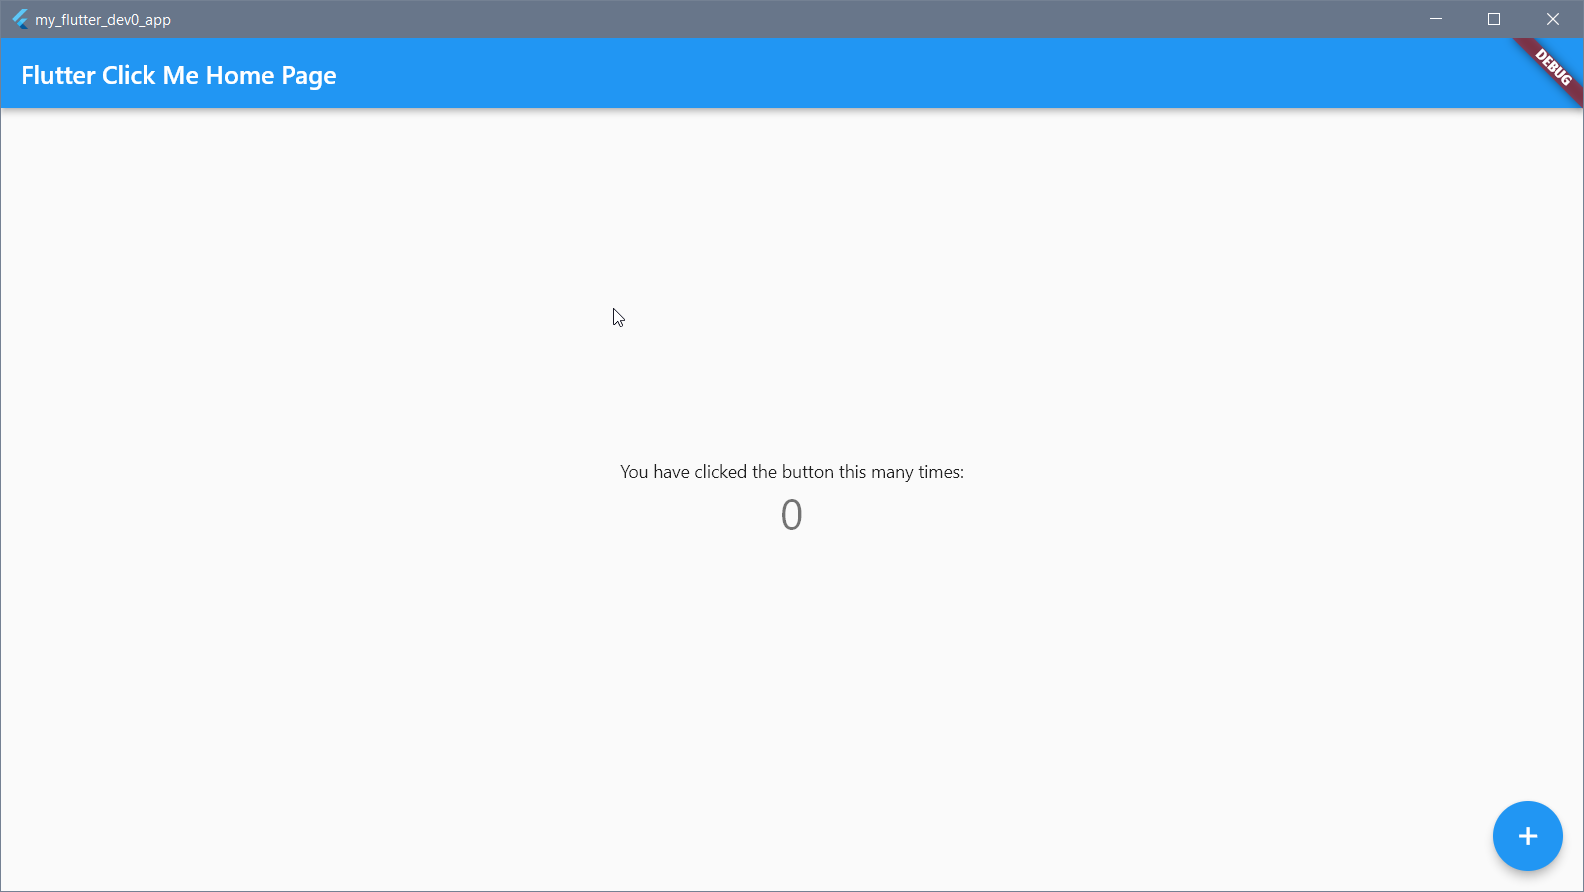 my_flutter_dev0_app
Flutter Click Me Home Page
DEBUG
You have clicked the button this many times:
0
+